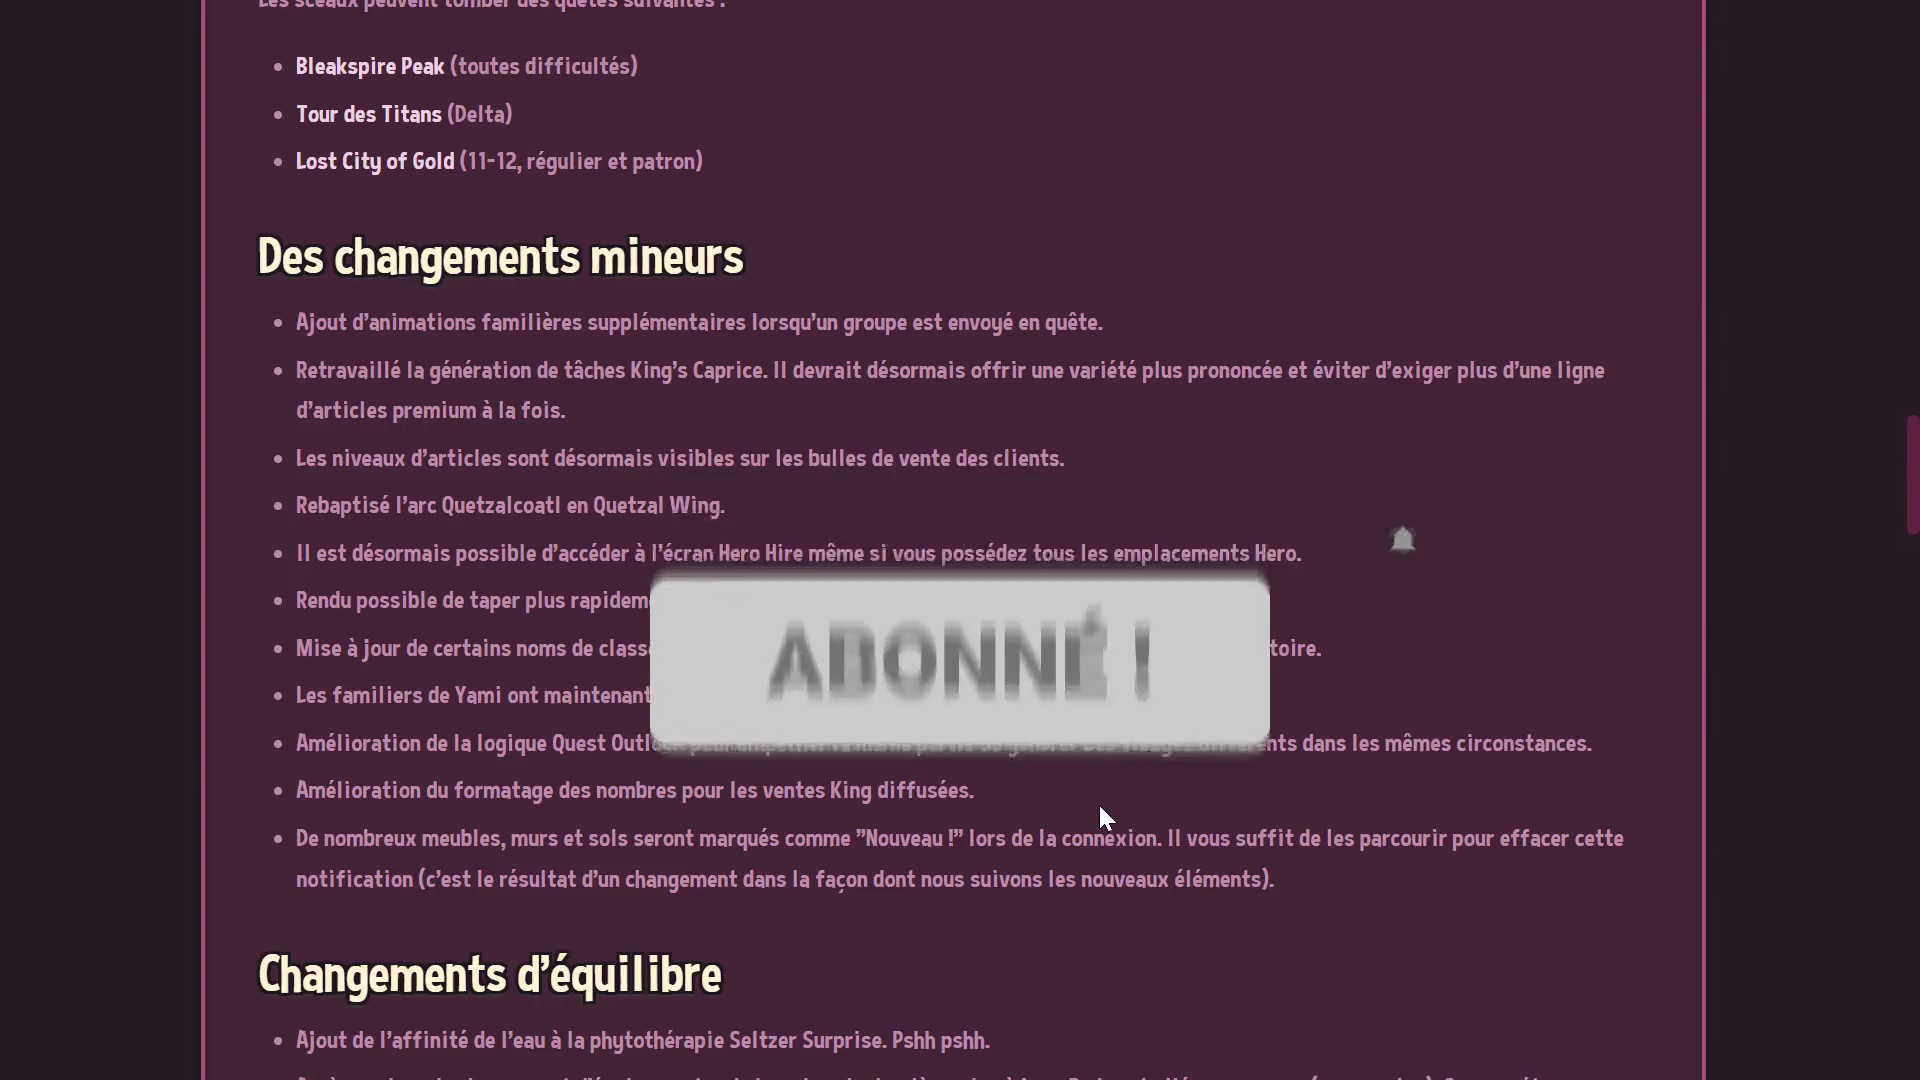 Les sceaux peuvent tomber des quêtes suivantes :
Bleakspire Peak (toutes difficultés)
Tour des Titans (Delta)
Lost City of Gold (11-12, régulier et patron)
Des changements mineurs
Ajout d'animations familières supplémentaires lorsqu'un groupe est envoyé en quête.
Retravaillé la génération de tâches King's Caprice. Il devrait désormais offrir une variété plus prononcée et éviter d'exiger plus d'une ligne
d'articles premium à la fois.
Les niveaux d'articles sont désormais visibles sur les bulles de vente des clients.
Rebaptisé l'arc Quetzalcoatl en Quetzal Wing.
Il est désormais possible d'accéder à l'écran Hero Hire même si vous possédez tous les emplacements Hero.
Rendu possible de taper plus
Mise à jour de certains noms de
Les familiers de Yami ont maintenant
ABONNÉ !
Amélioration de la logique Quest dans les mêmes circonstances.
Amélioration du formatage des nombres pour les ventes King diffusées.
De nombreux meubles, murs et sols seront marqués comme "Nouveau !" lors de la connexion. Il vous suffit de les parcourir pour effacer cette
notification (c'est le résultat d'un changement dans la façon dont nous suivons les nouveaux éléments).
Changements d'équilibre
Ajout de l'affinité de l'eau à la phytothérapie Seltzer Surprise. Pshh pshh.